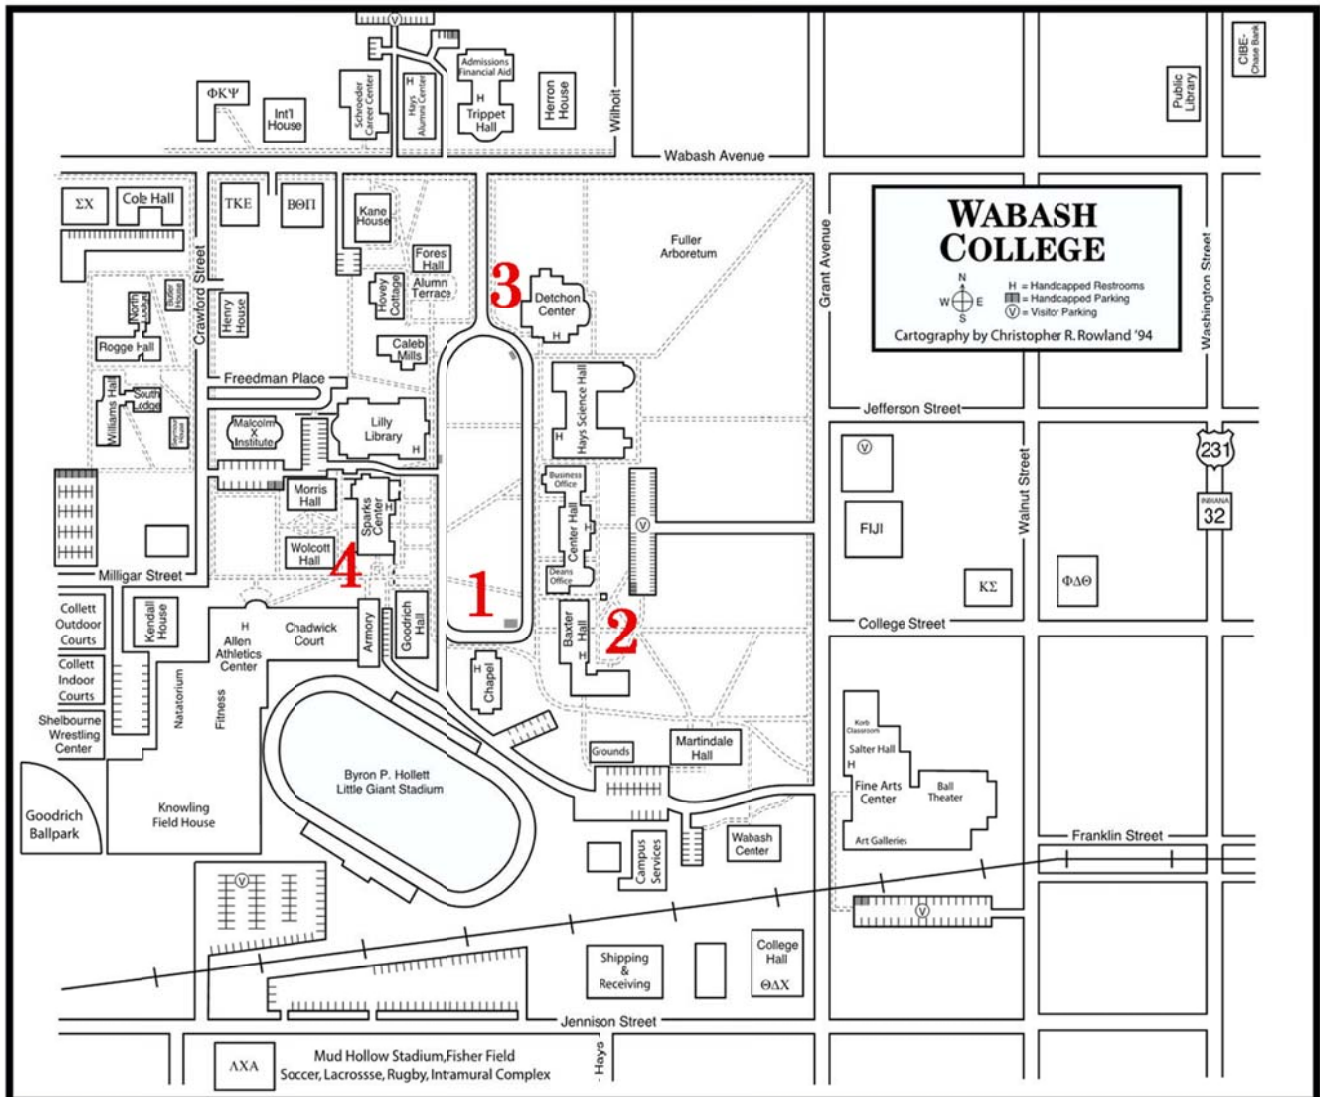 V
Admissions
Financial Aid
H
Trippet
Hall
Schroeder
Career Center
H
Hays
Alumni Center
Herron
House
Wilhoit
ΦΚΨ
Int'l
House
Public
Library
CIBE-
Chase Bank
Wabash Avenue
ΣΧ
Cole Hall
ΤΚΕ
ΒΘΠ
Kane
House
Fores
Hall
Alumn
Terrace
Hovey
Cottage
Caleb
Mills
Fuller
Arboretum
3
Detchon
Center
H
Grant Avenue
WABASH
COLLEGE
N
W E
S
H = Handcapped Restrooms
= Handcapped Parking
V = Visitor Parking
Cartography by Christopher R. Rowland '94
Washington Street
Crawford Street
North
Butler
House
Henry
House
Rogge Hall
Williams Hall
South
Lodge
Seymour
House
Freedman Place
Malcolm
X
Institute
Lilly
Library
H
Hays Science Hall
H
Jefferson Street
V
FIJI
Walnut Street
231
INDIANA
32
Morris
Hall
Sparks
Center
H
Wolcott
Hall
4
1
Business
Office
Center Hall
H
Deans
Office
V
ΚΣ
ΦΔΘ
Milligar Street
Collett
Outdoor
Courts
Collett
Indoor
Courts
Shelbourne
Wrestling
Center
Kendall
House
H
Allen
Athletics
Center
Chadwick
Court
Armory
Goodrich
Hall
Natatorium
Fitness
H
Chapel
Baxter
Hall
H
2
College Street
Grounds
Martindale
Hall
Korb
Classroom
Salter Hall
H
Fine Arts
Center
Ball
Theater
Art Galleries
Goodrich
Ballpark
Knowling
Field House
Byron P. Hollett
Little Giant Stadium
Campus
Services
Wabash
Center
Franklin Street
V
V
Shipping
&
Receiving
College
Hall
ΘΔΧ
Jennison Street
Hays
ΛΧΑ
Mud Hollow Stadium,Fisher Field
Soccer, Lacrossse, Rugby, Intramural Complex